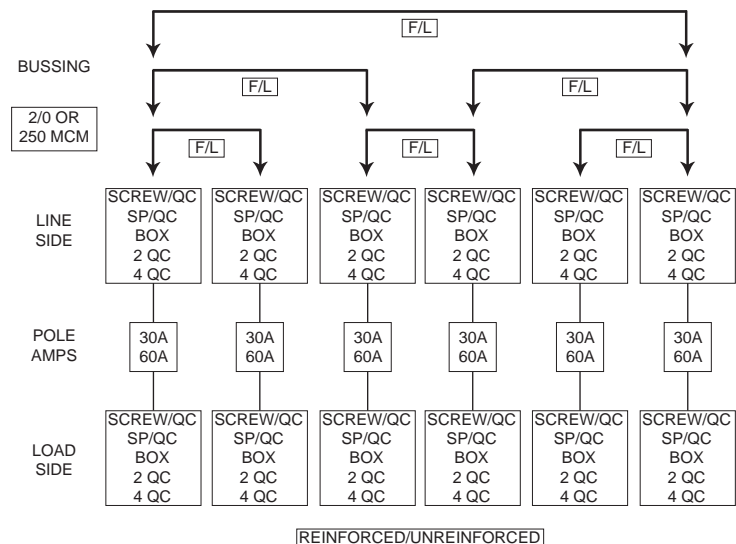 F/L
BUSSING
F/L F/L
2/0 OR
250 MCM
F/L F/L F/L
LINE
SIDE
SCREW/QC SCREW/QC SCREW/QC SCREW/QC SCREW/QC SCREW/QC
SP/QC SP/QC SP/QC SP/QC SP/QC SP/QC
BOX BOX BOX BOX BOX BOX
2 QC 2 QC 2 QC 2 QC 2 QC 2 QC
4 QC 4 QC 4 QC 4 QC 4 QC 4 QC
POLE
AMPS
30A 30A 30A 30A 30A 30A
60A 60A 60A 60A 60A 60A
LOAD
SIDE
SCREW/QC SCREW/QC SCREW/QC SCREW/QC SCREW/QC SCREW/QC
SP/QC SP/QC SP/QC SP/QC SP/QC SP/QC
BOX BOX BOX BOX BOX BOX
2 QC 2 QC 2 QC 2 QC 2 QC 2 QC
4 QC 4 QC 4 QC 4 QC 4 QC 4 QC
REINFORCED/UNREINFORCED